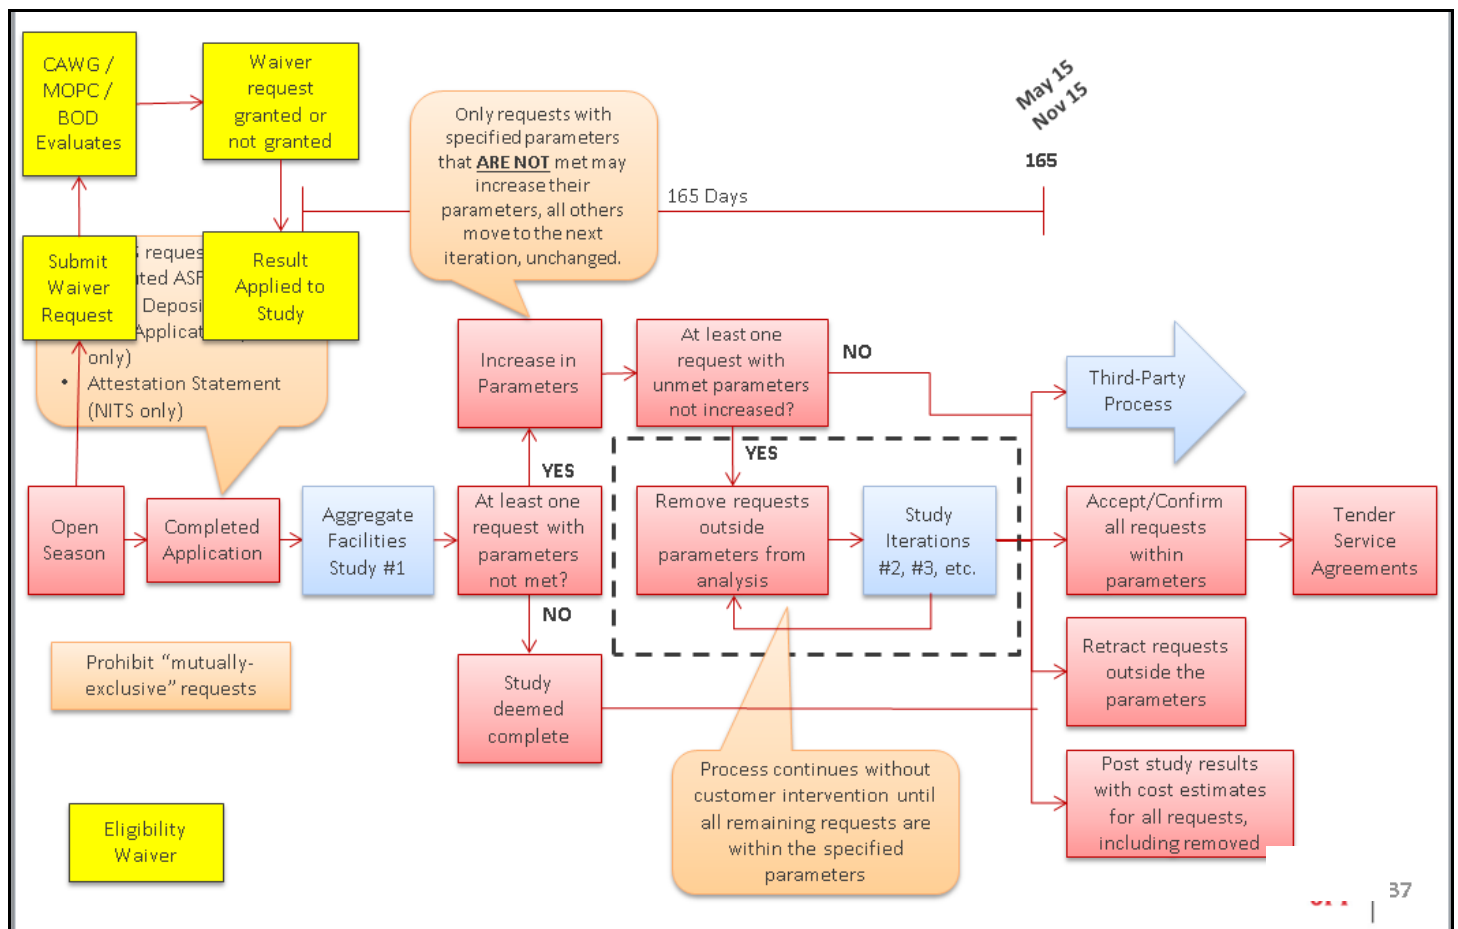 CAWG /
MOPC /
BOD
Evaluates
Waiver
request
granted or
not granted
Only requests with
specified parameters
that ARE NOT met may
increase their
parameters, all others
move to the next
iteration, unchanged.
May 15
Nov 15
165
165 Days
Submit
Waiver
Request
Result
Applied to
Study
only)
• Attestation Statement
(NITS only)
Increase in
Parameters
At least one
request with
unmet parameters
not increased?
NO
Third-Party
Process
YES
YES
Open
Season
Completed
Application
Aggregate
Facilities
Study #1
At least one
request with
parameters
not met?
Remove requests
outside
parameters from
analysis
Study
Iterations
#2, #3, etc.
Accept/Confirm
all requests
within
parameters
Tender
Service
Agreements
NO
Prohibit “mutually-
exclusive” requests
Study
deemed
complete
Retract requests
outside the
parameters
Process continues without
customer intervention until
all remaining requests are
within the specified
parameters
Post study results
with cost estimates
for all requests,
including removed
Eligibility
Waiver
37